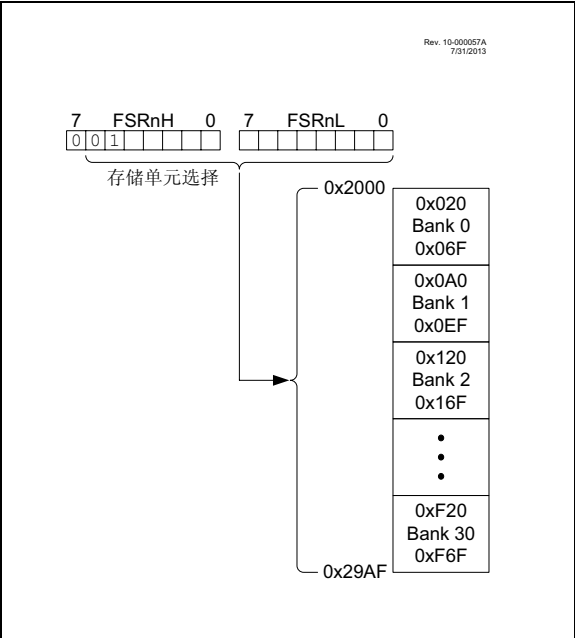 Rev. 10-000057A
7/31/2013
7 FSRnH 0 7 FSRnL 0
0 0 1
存储单元选择
0x2000
0x020
Bank 0
0x06F
0x0A0
Bank 1
0x0EF
0x120
Bank 2
0x16F
0xF20
Bank 30
0xF6F
0x29AF